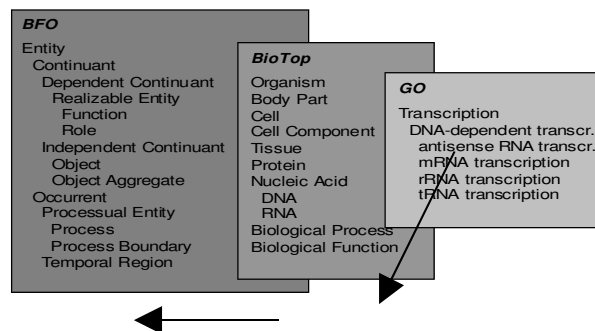 BFO
Entity
Continuant
Dependent Continuant
Realizable Entity
Function
Role
Independent Continuant
Object
Object Aggregate
Occurrent
Processual Entity
Process
Process Boundary
Temporal Region
BioTop
Organism
Body Part
Cell
Cell Component
Tissue
Protein
Nucleic Acid
DNA
RNA
Biological Process
Biological Function
GO
Transcription
DNA-dependent transcr.
antisense RNA transcr.
mRNA transcription
rRNA transcription
tRNA transcription